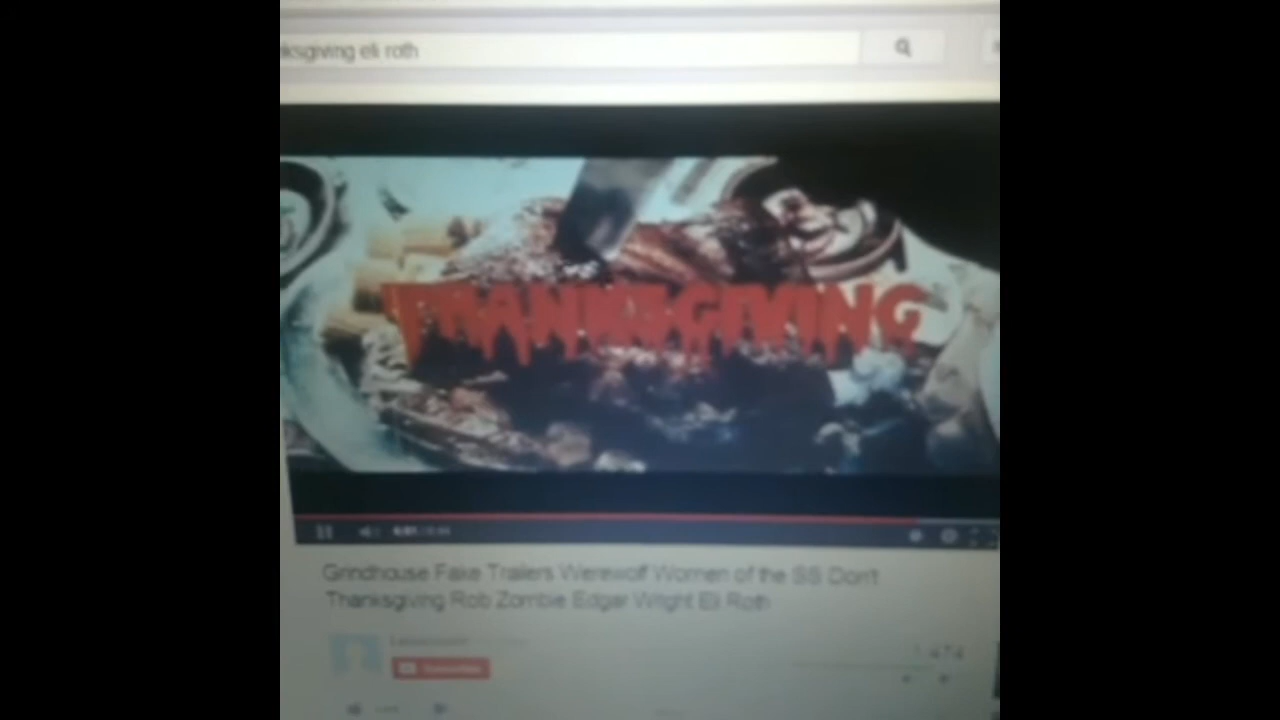 ksgiving eli roth
THANKSGIVING
Grindhouse Fake Trailers Werewolf Women of the SS Don't
Thanksgiving Rob Zombie Edgar Wright Eli Roth